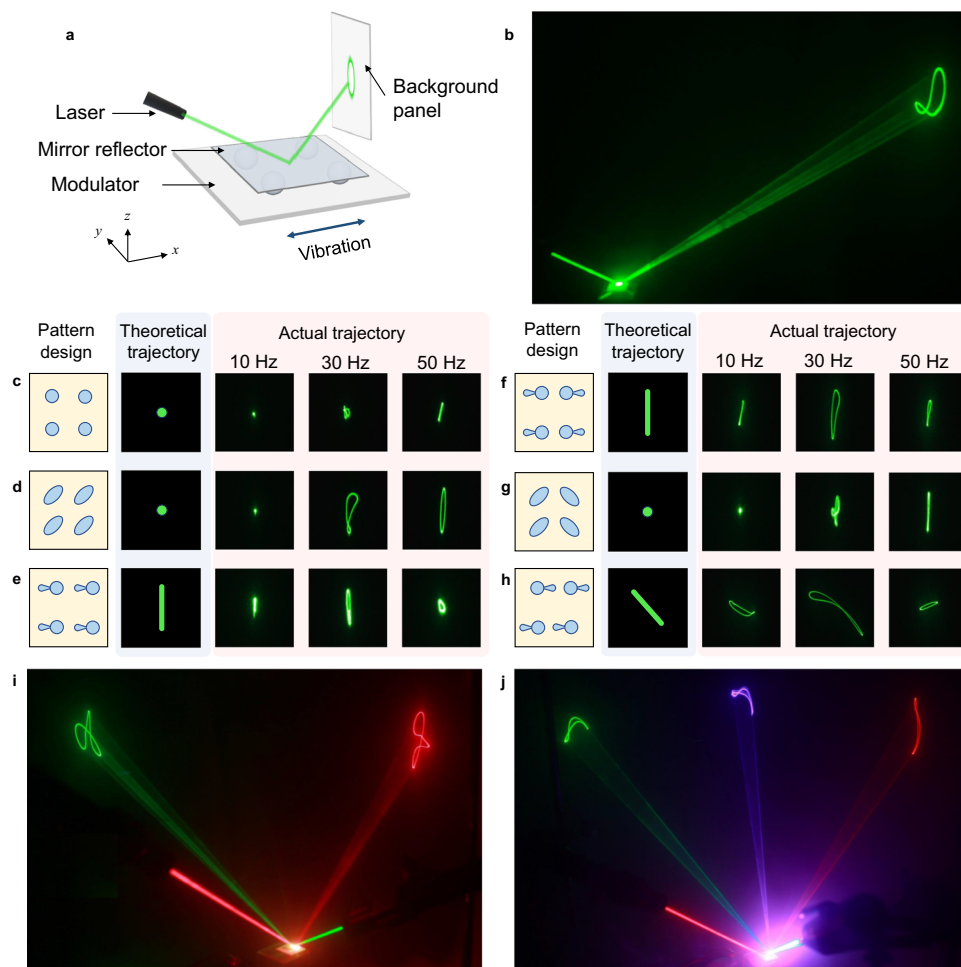 a
Laser
Mirror reflector
Modulator
Background
panel
Vibration
z
y
x
b
Pattern
design
Theoretical
trajectory
Actual trajectory
10 Hz
30 Hz
50 Hz
c
d
e
Pattern
design
Theoretical
trajectory
Actual trajectory
10 Hz
30 Hz
50 Hz
f
g
h
i
j